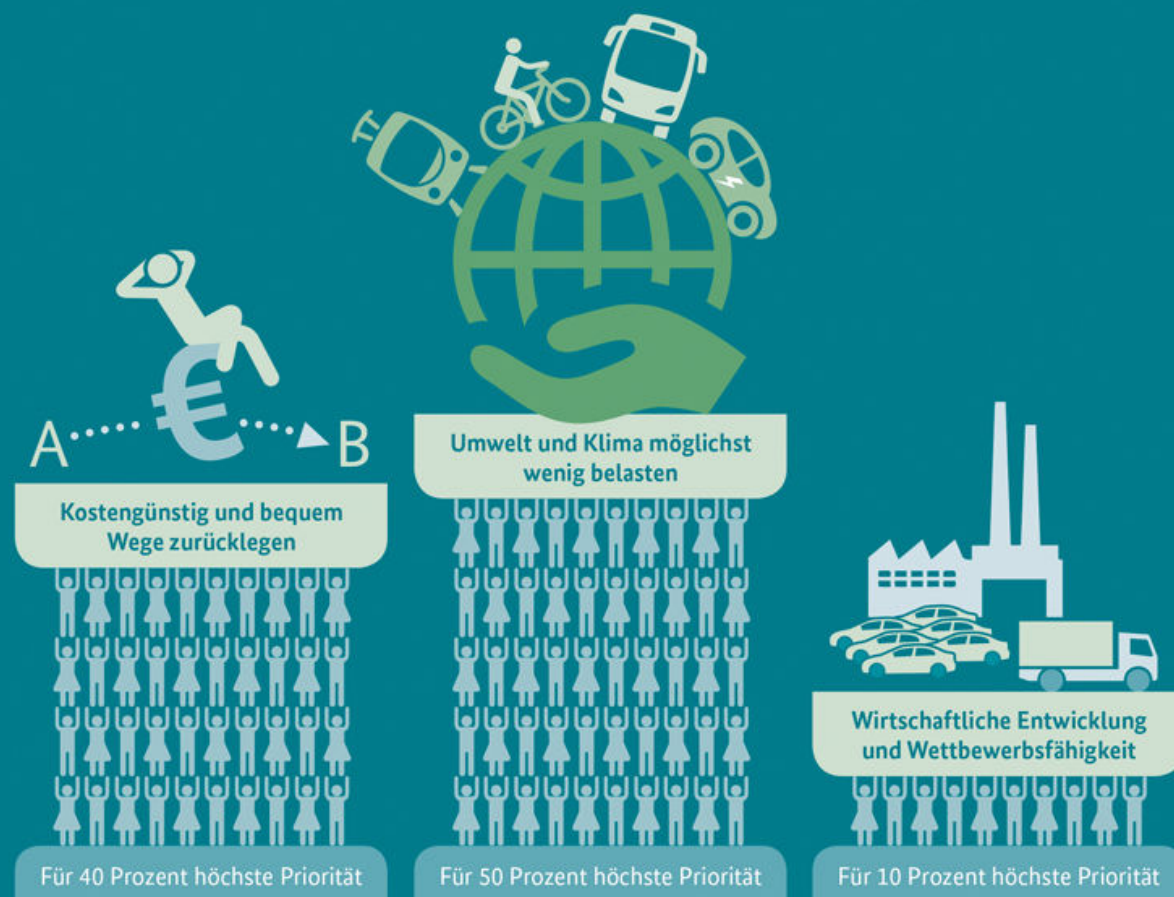 A
€
B
Kostengünstig und bequem
Wege zurücklegen
Für 40 Prozent höchste Priorität
Umwelt und Klima möglichst
wenig belasten
Für 50 Prozent höchste Priorität
Wirtschaftliche Entwicklung
und Wettbewerbsfähigkeit
Für 10 Prozent höchste Priorität